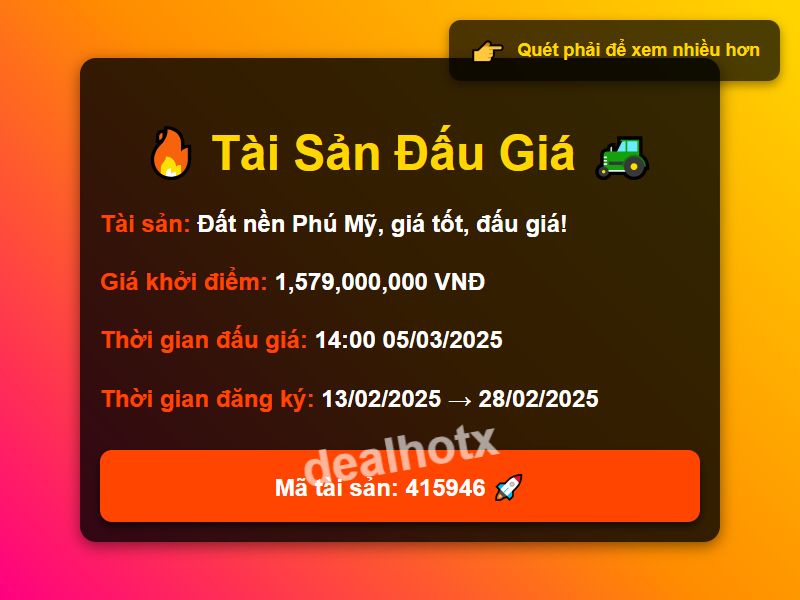 Quét phải để xem nhiều hơn
Tài Sản Đấu Giá
Tài sản: Đất nền Phú Mỹ, giá tốt, đấu giá!
Giá khởi điểm: 1,579,000,000 VNĐ
Thời gian đấu giá: 14:00 05/03/2025
Thời gian đăng ký: 13/02/2025 → 28/02/2025
dealhotx
Mã tài sản: 415946